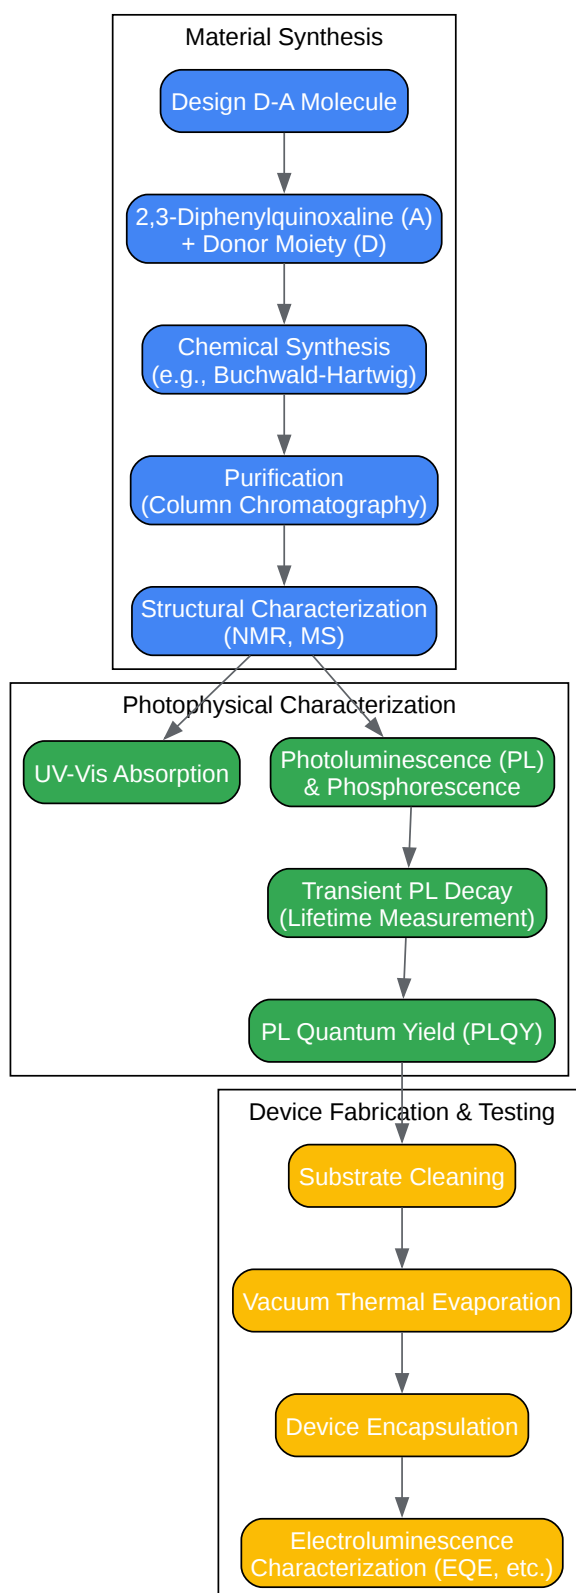 Material Synthesis
Design D-A Molecule
2,3-Diphenylquinoxaline (A)
+ Donor Moiety (D)
Chemical Synthesis
(e.g., Buchwald-Hartwig)
Purification
(Column Chromatography)
Structural Characterization
(NMR, MS)
Photophysical Characterization
UV-Vis Absorption
Photoluminescence (PL)
& Phosphorescence
Transient PL Decay
(Lifetime Measurement)
PL Quantum Yield (PLQY)
Device Fabrication & Testing
Substrate Cleaning
Vacuum Thermal Evaporation
Device Encapsulation
Electroluminescence
Characterization (EQE, etc.)